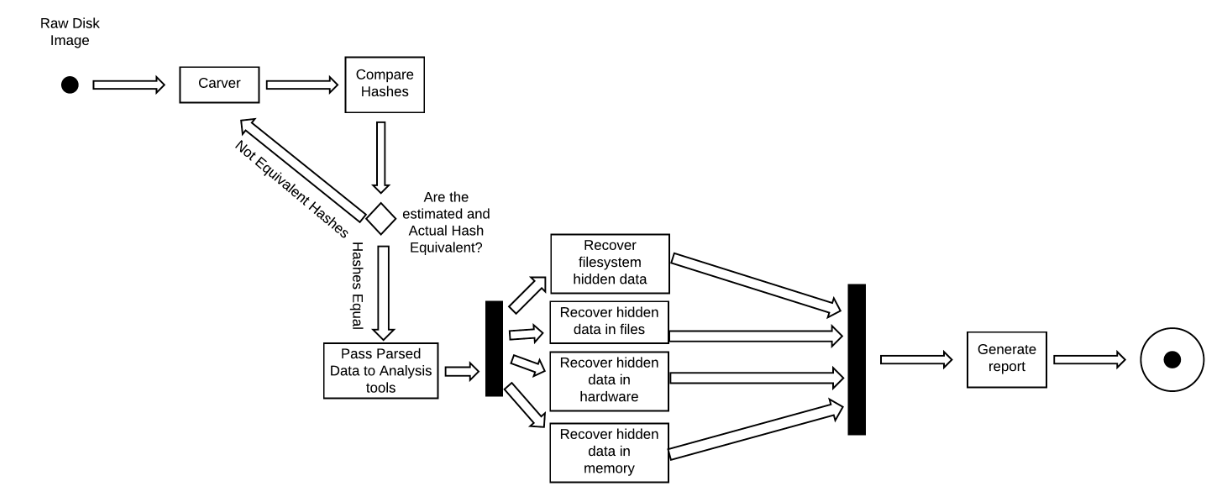 Raw Disk
Image
Carver
Compare
Hashes
Not Equivalent Hashes
Are the
estimated and
Actual Hash
Equivalent?
Hashes Equal
Pass Parsed
Data to Analysis
tools
Recover
filesystem
hidden data
Recover hidden
data in files
Recover hidden
data in
hardware
Recover hidden
data in
memory
Generate
report